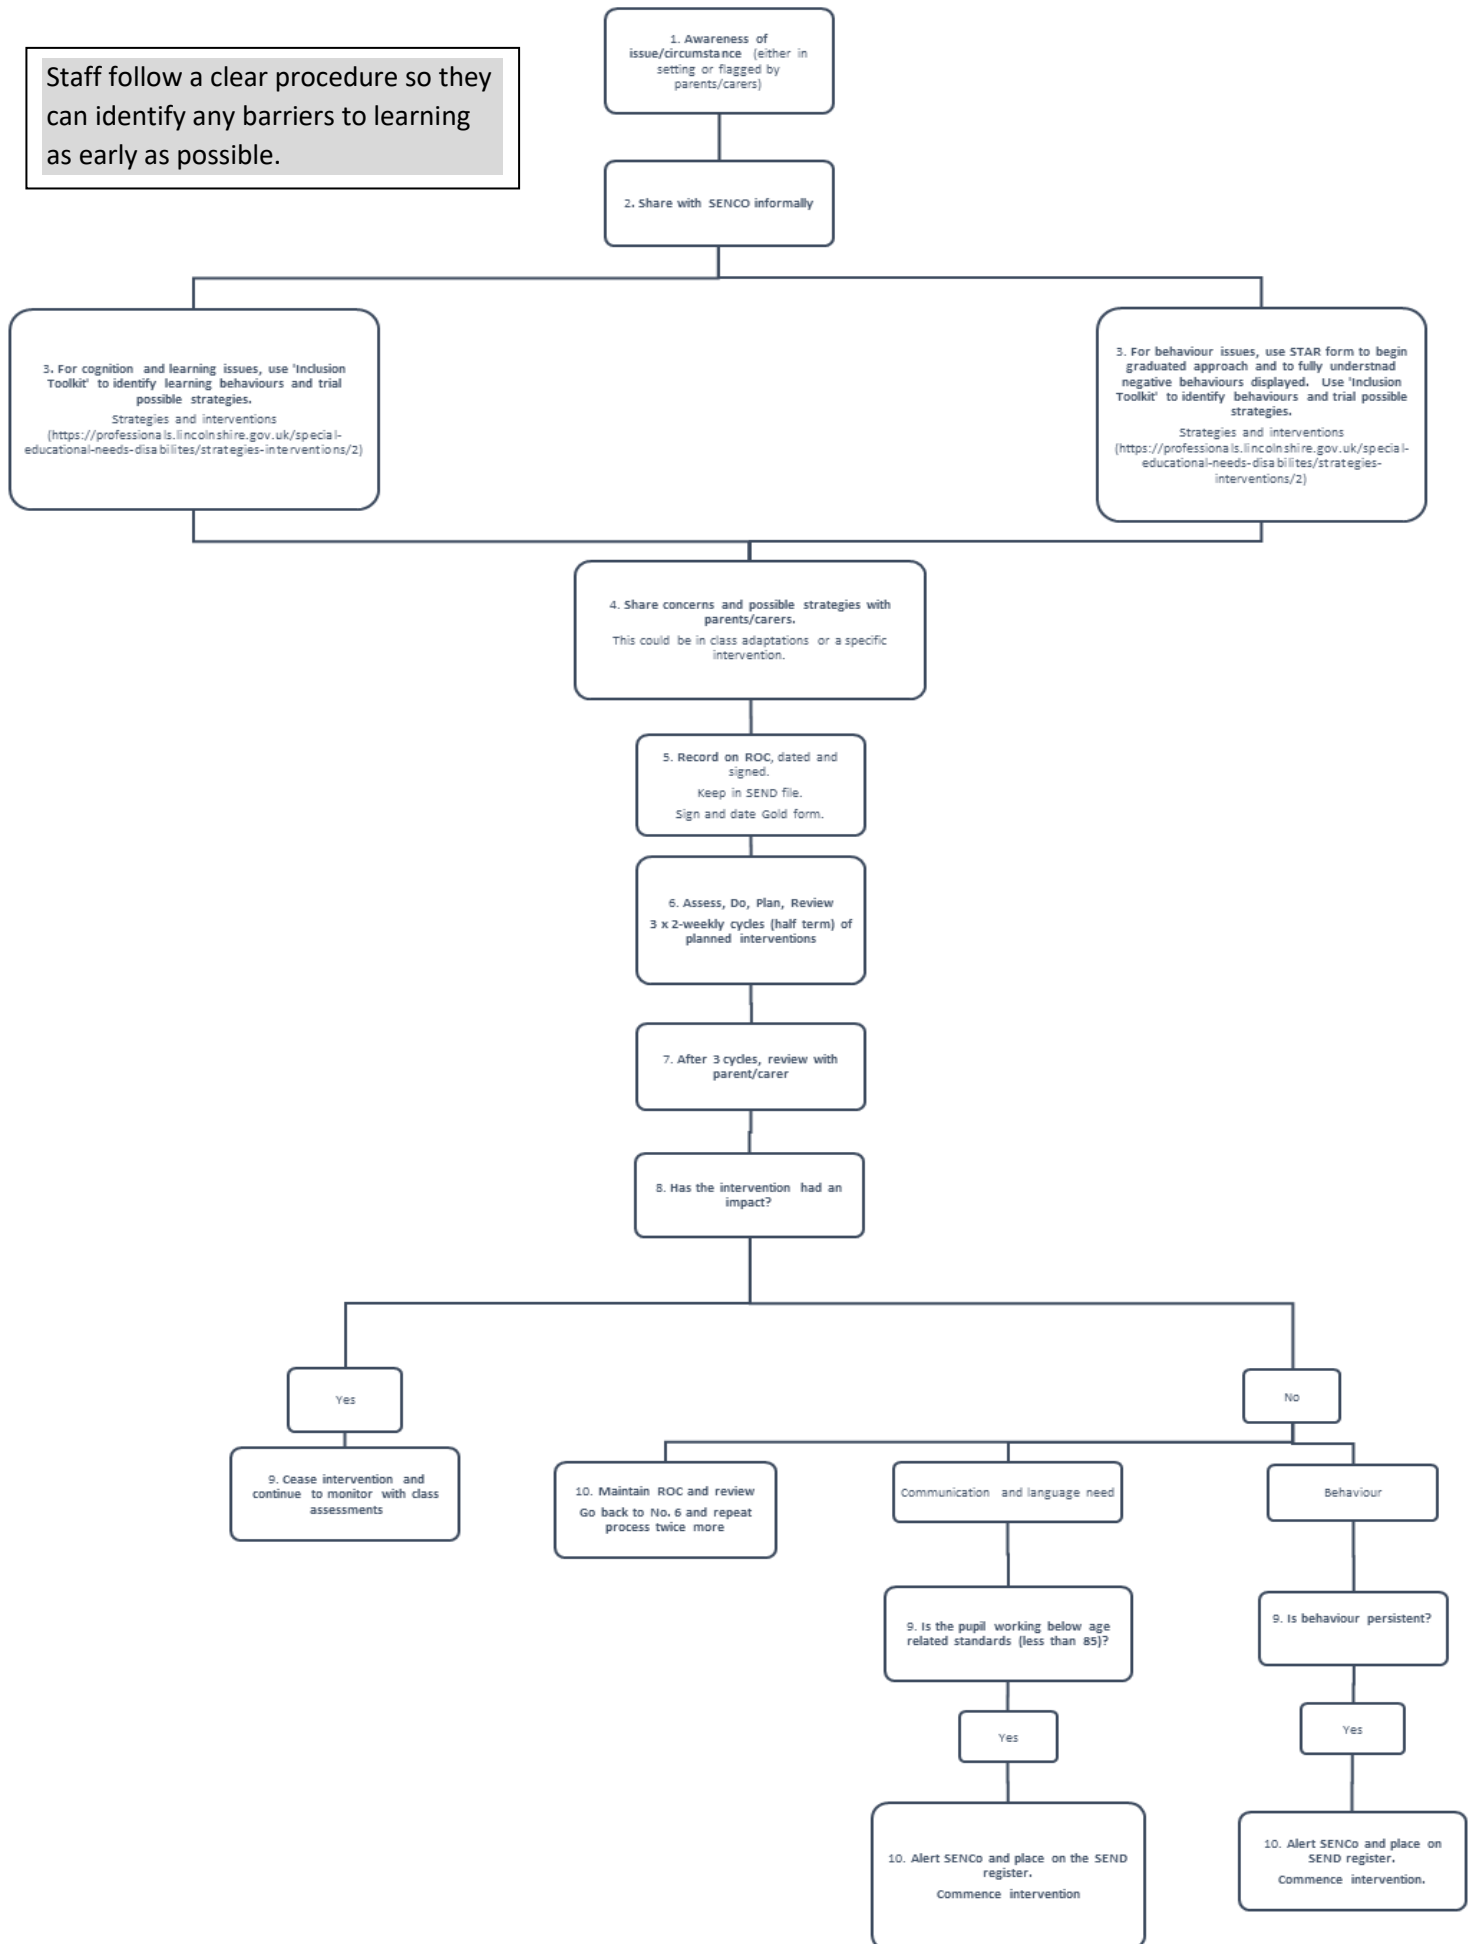 Staff follow a clear procedure so they
can identify any barriers to learning
as early as possible.
1. Awareness of
issue/circumstance (either in
setting or flagged by
parents/carers)
2. Share with SENCO informally
3. For cognition and learning issues, use 'Inclusion
Toolkit' to identify learning behaviours and trial
possible strategies.
Strategies and interventions
(https://professionals.lincolnshire.gov.uk/special-
educational-needs-disabilites/strategies-interventions/2)
3. For behaviour issues, use STAR form to begin
graduated approach and to fully understnad
negative behaviours displayed. Use 'Inclusion
Toolkit' to identify behaviours and trial possible
strategies.
Strategies and interventions
(https://professionals.lincolnshire.gov.uk/special-
educational-needs-disabilites/strategies-
interventions/2)
4. Share concerns and possible strategies with
parents/carers.
This could be in class adaptations or a specific
intervention.
5. Record on ROC, dated and
signed.
Keep in SEND file.
Sign and date Gold form.
6. Assess, Do, Plan, Review
3 x 2-weekly cycles (half term) of
planned interventions
7. After 3 cycles, review with
parent/carer
8. Has the intervention had an
impact?
Yes
No
9. Cease intervention and
continue to monitor with class
assessments
10. Maintain ROC and review
Go back to No. 6 and repeat
process twice more
Communication and language need
Behaviour
9. Is the pupil working below age
related standards (less than 85)?
9. Is behaviour persistent?
Yes
Yes
10. Alert SENCo and place on the SEND
register.
Commence intervention
10. Alert SENCo and place on
SEND register.
Commence intervention.